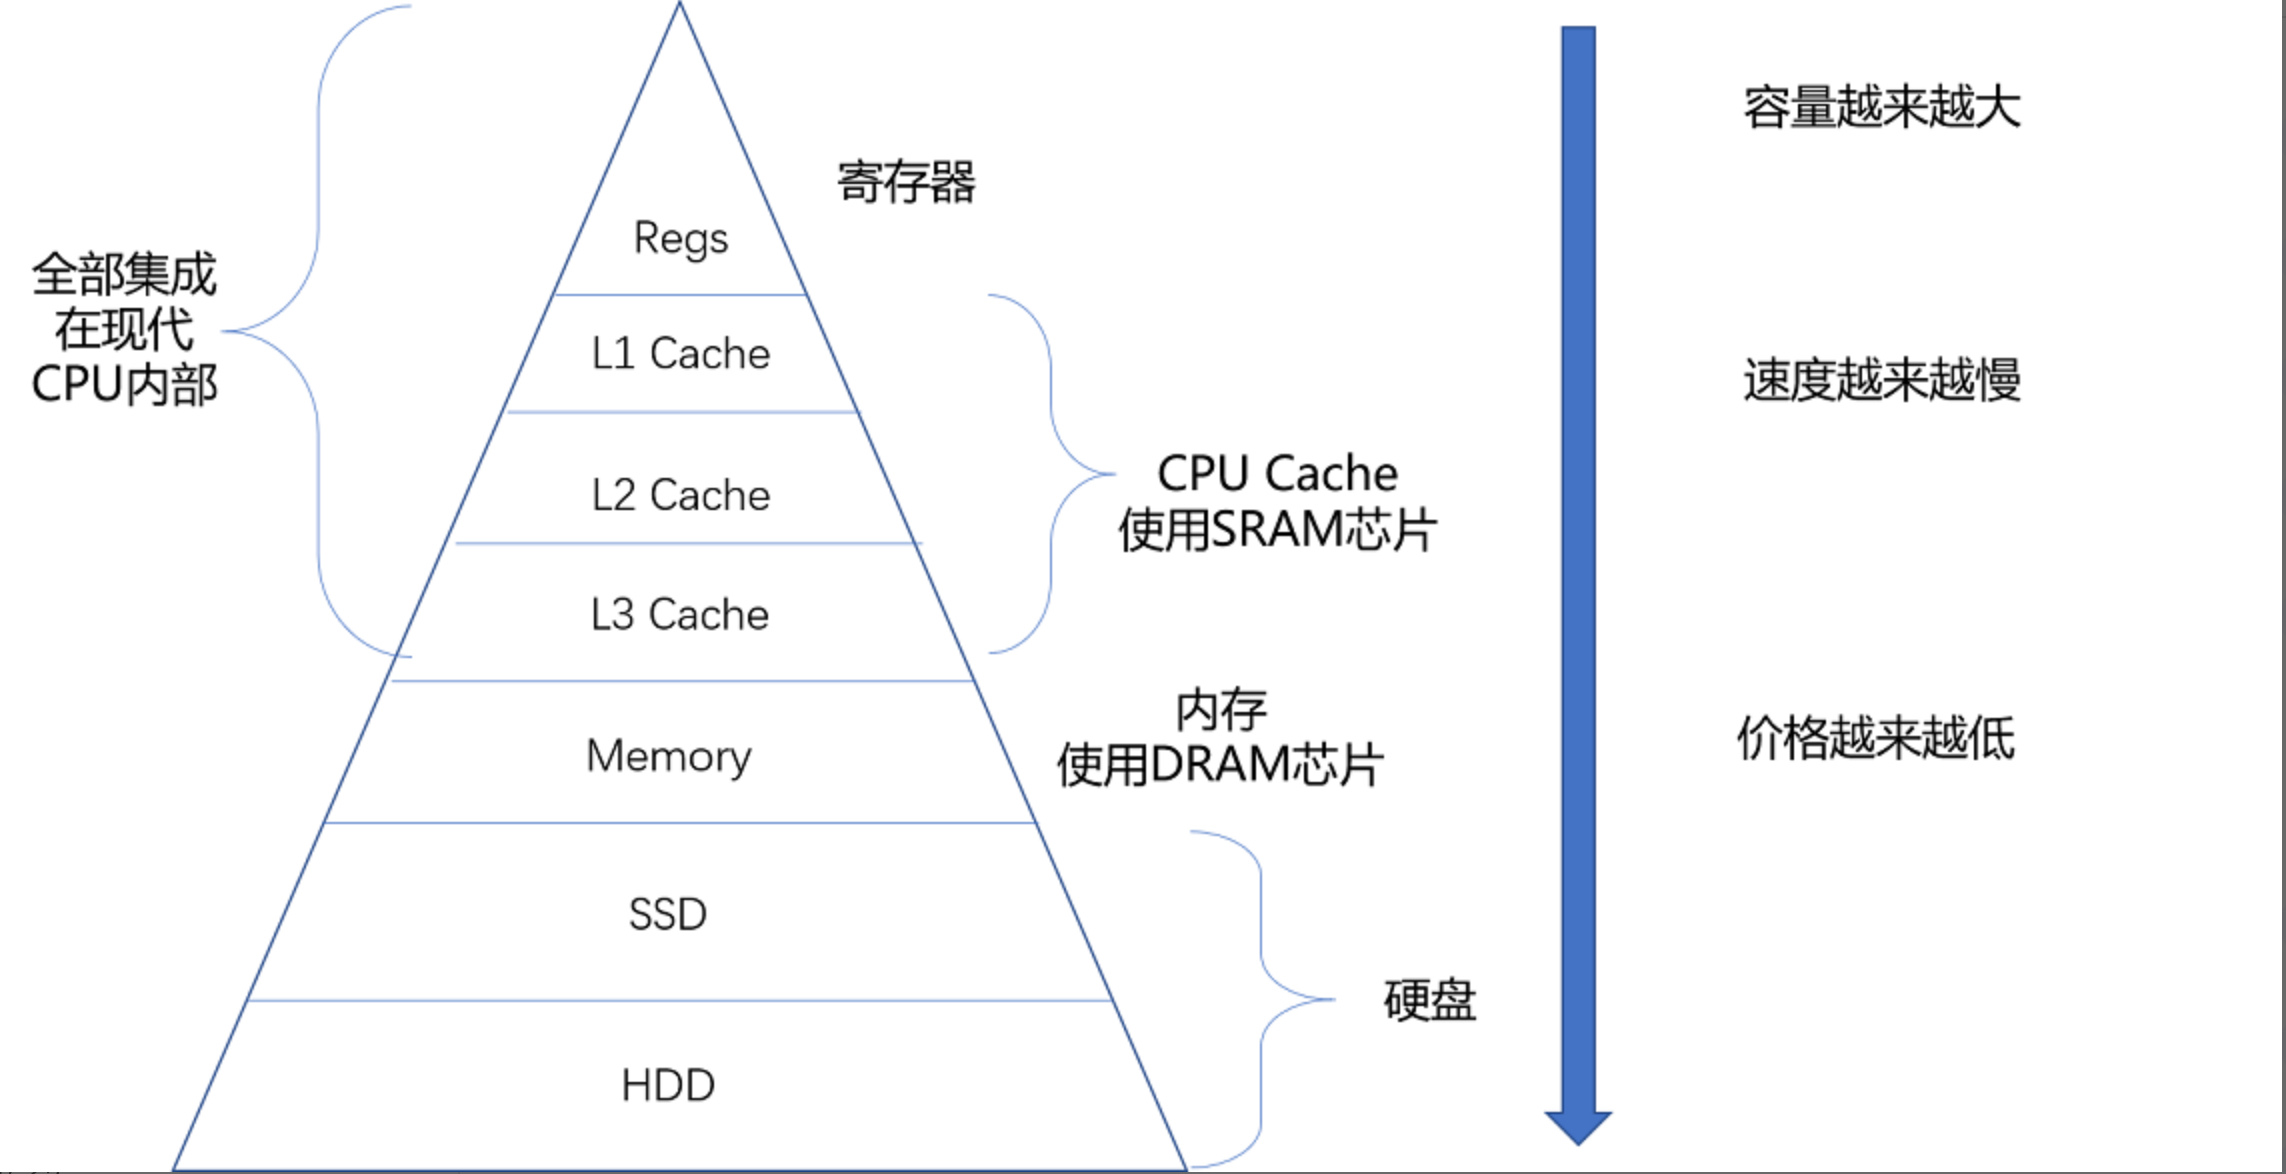 容量越来越大
寄存器
Regs
全部集成
在现代
CPU内部
L1 Cache
速度越来越慢
CPU Cache
使用SRAM芯片
L2 Cache
L3 Cache
内存
使用DRAM芯片
价格越来越低
Memory
SSD
硬盘
HDD